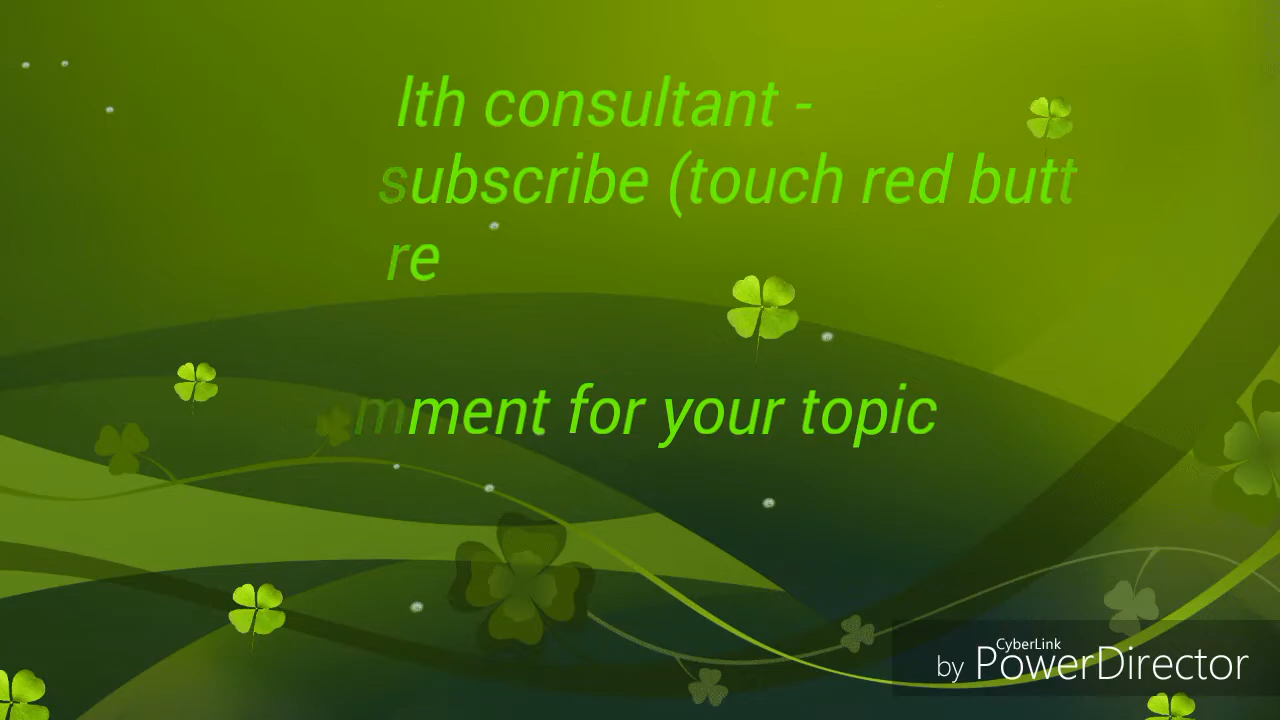 lth consultant -
subscribe (touch red butt
re
mment for your topic
by CyberLink PowerDirector